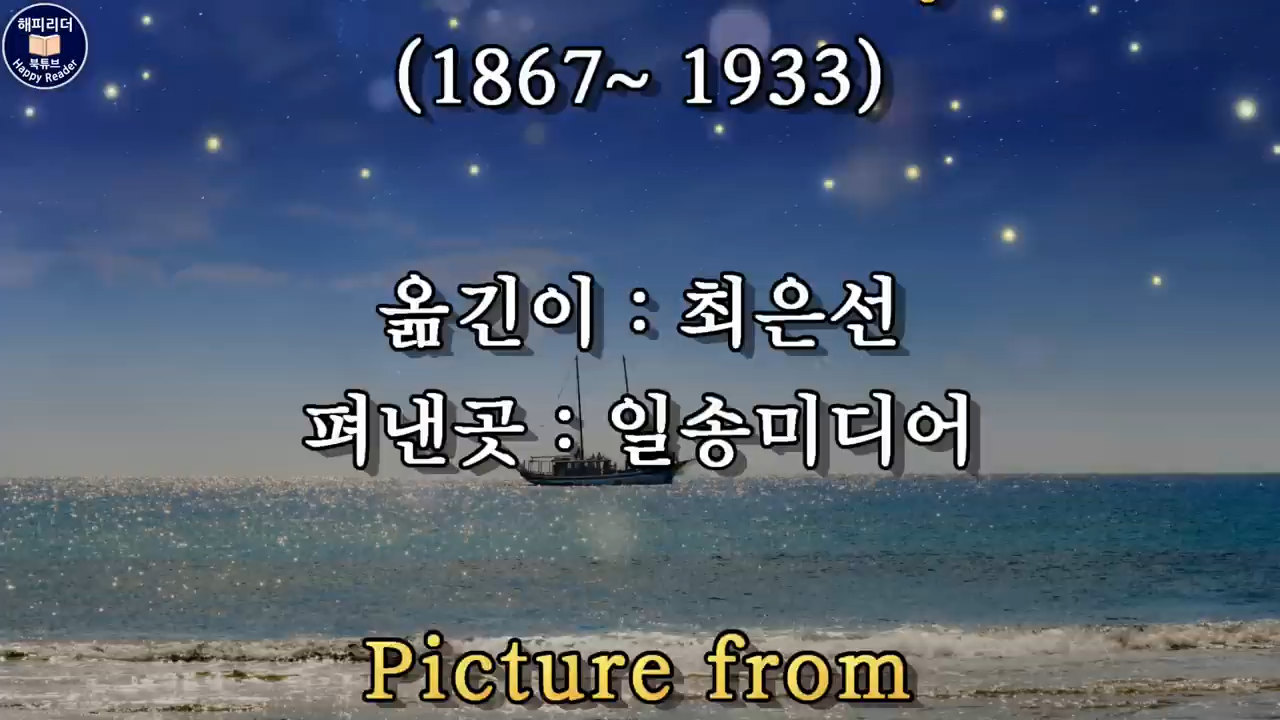 해피리더
북튜브
Happy Reader
(1867~ 1933)
옮긴이 : 최은선
펴낸곳 : 일송미디어
Picture from